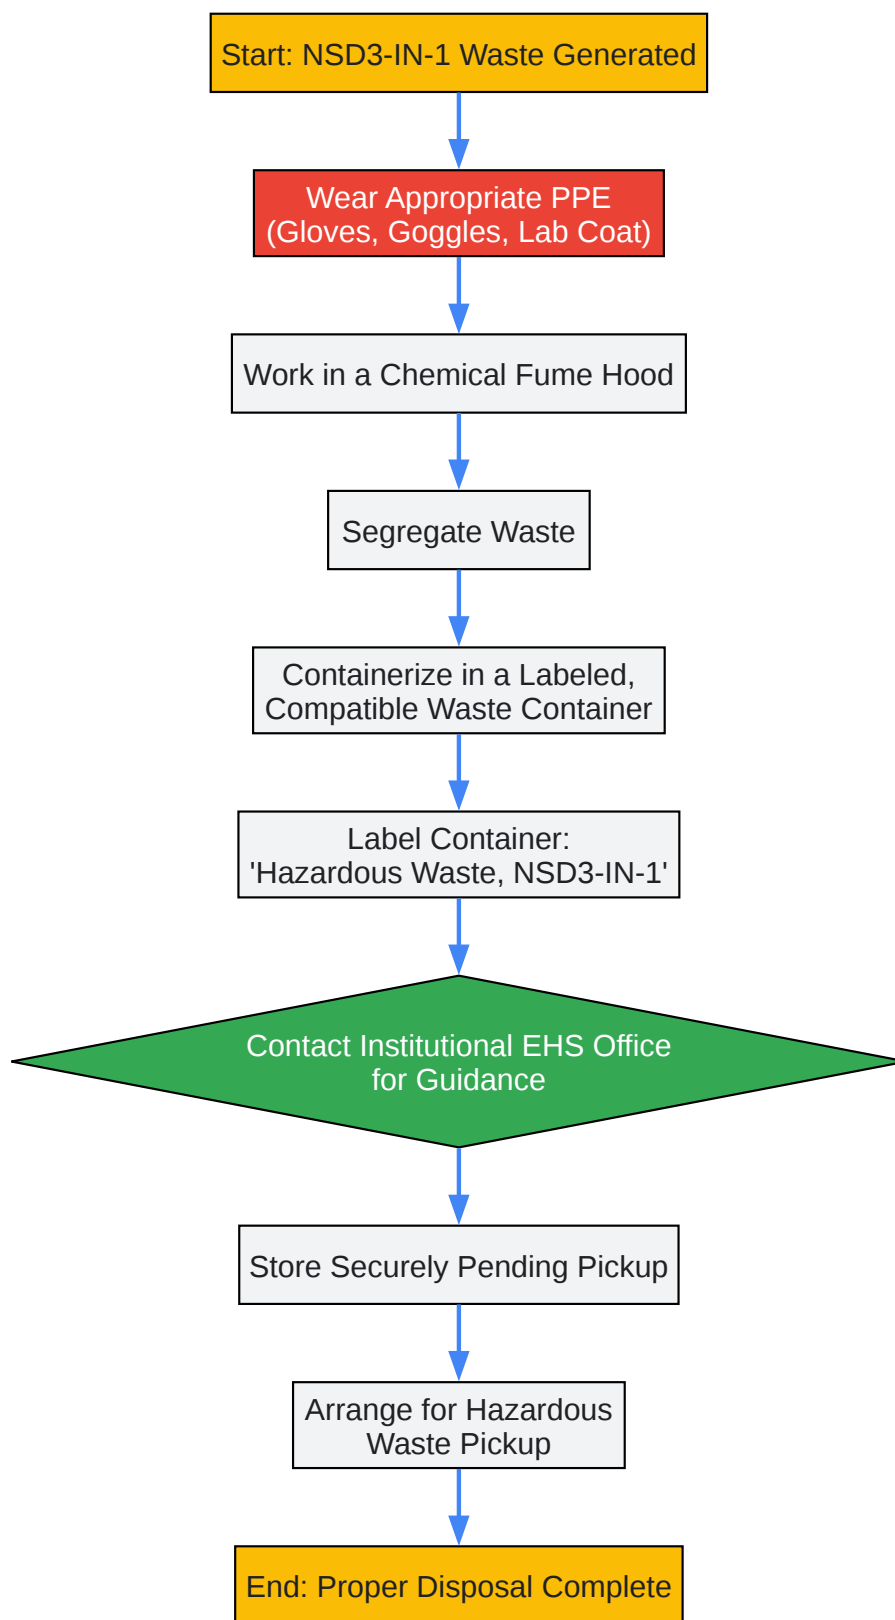 Start: NSD3-IN-1 Waste Generated
Wear Appropriate PPE
(Gloves, Goggles, Lab Coat)
Work in a Chemical Fume Hood
Segregate Waste
Containerize in a Labeled,
Compatible Waste Container
Label Container:
'Hazardous Waste, NSD3-IN-1'
Contact Institutional EHS Office
for Guidance
Store Securely Pending Pickup
Arrange for Hazardous
Waste Pickup
End: Proper Disposal Complete